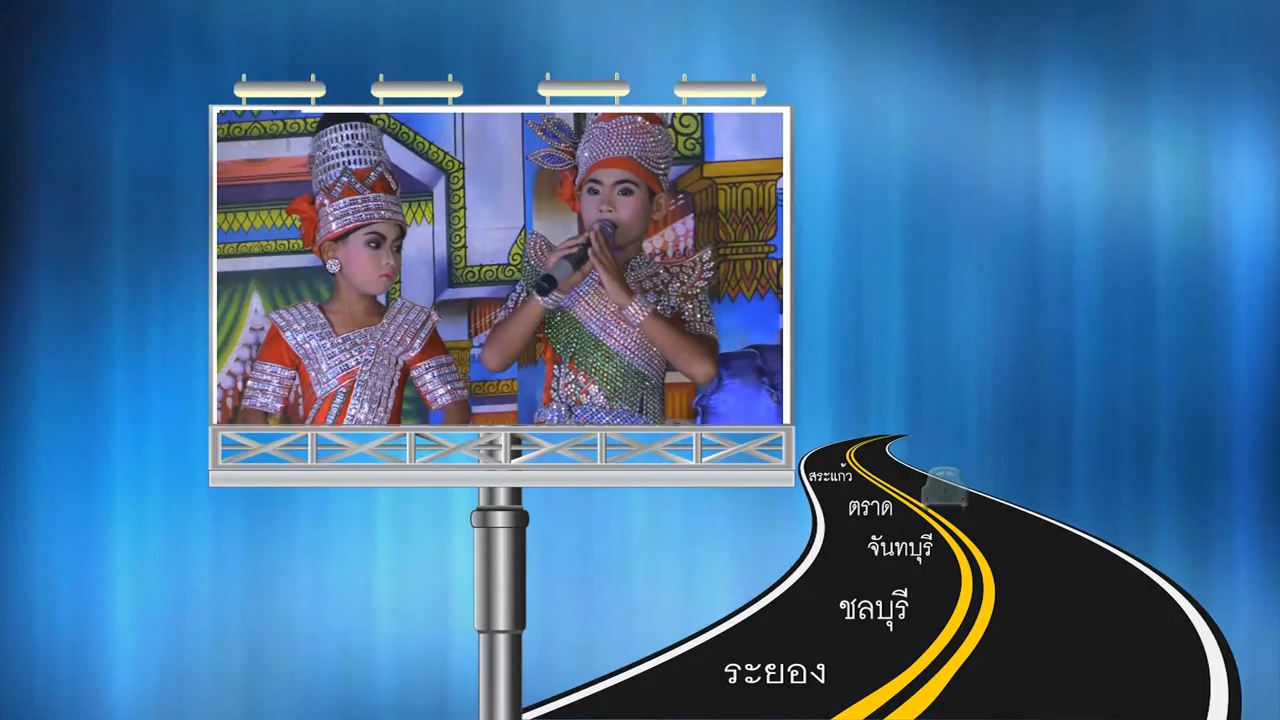 สระแก้ว
ตราด
จันทบุรี
ชลบุรี
ระยอง